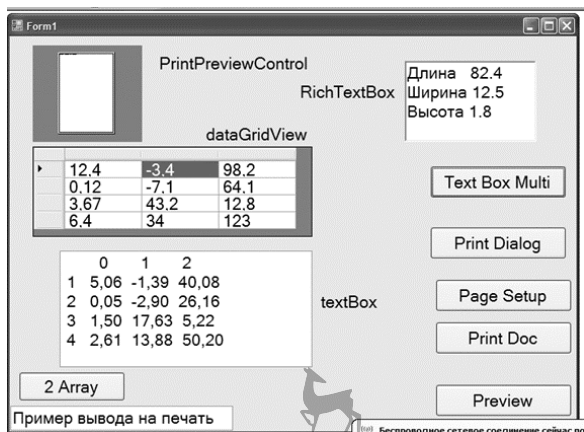 Form1
PrintPreviewControl
RichTextBox
Длина 82.4
Ширина 12.5
Высота 1.8
dataGridView
12.4 -3.4 98.2
0.12 -7.1 64.1
3.67 43.2 12.8
6.4 34 123
Text Box Multi
Print Dialog
0 1 2
1 5,06 -1,39 40,08
2 0,05 -2,90 26,16
3 1,50 17,63 5,22
4 2,61 13,88 50,20
textBox
Page Setup
Print Doc
2 Array
Preview
Пример вывода на печать
Беспроводное сетевое соединение сейчас